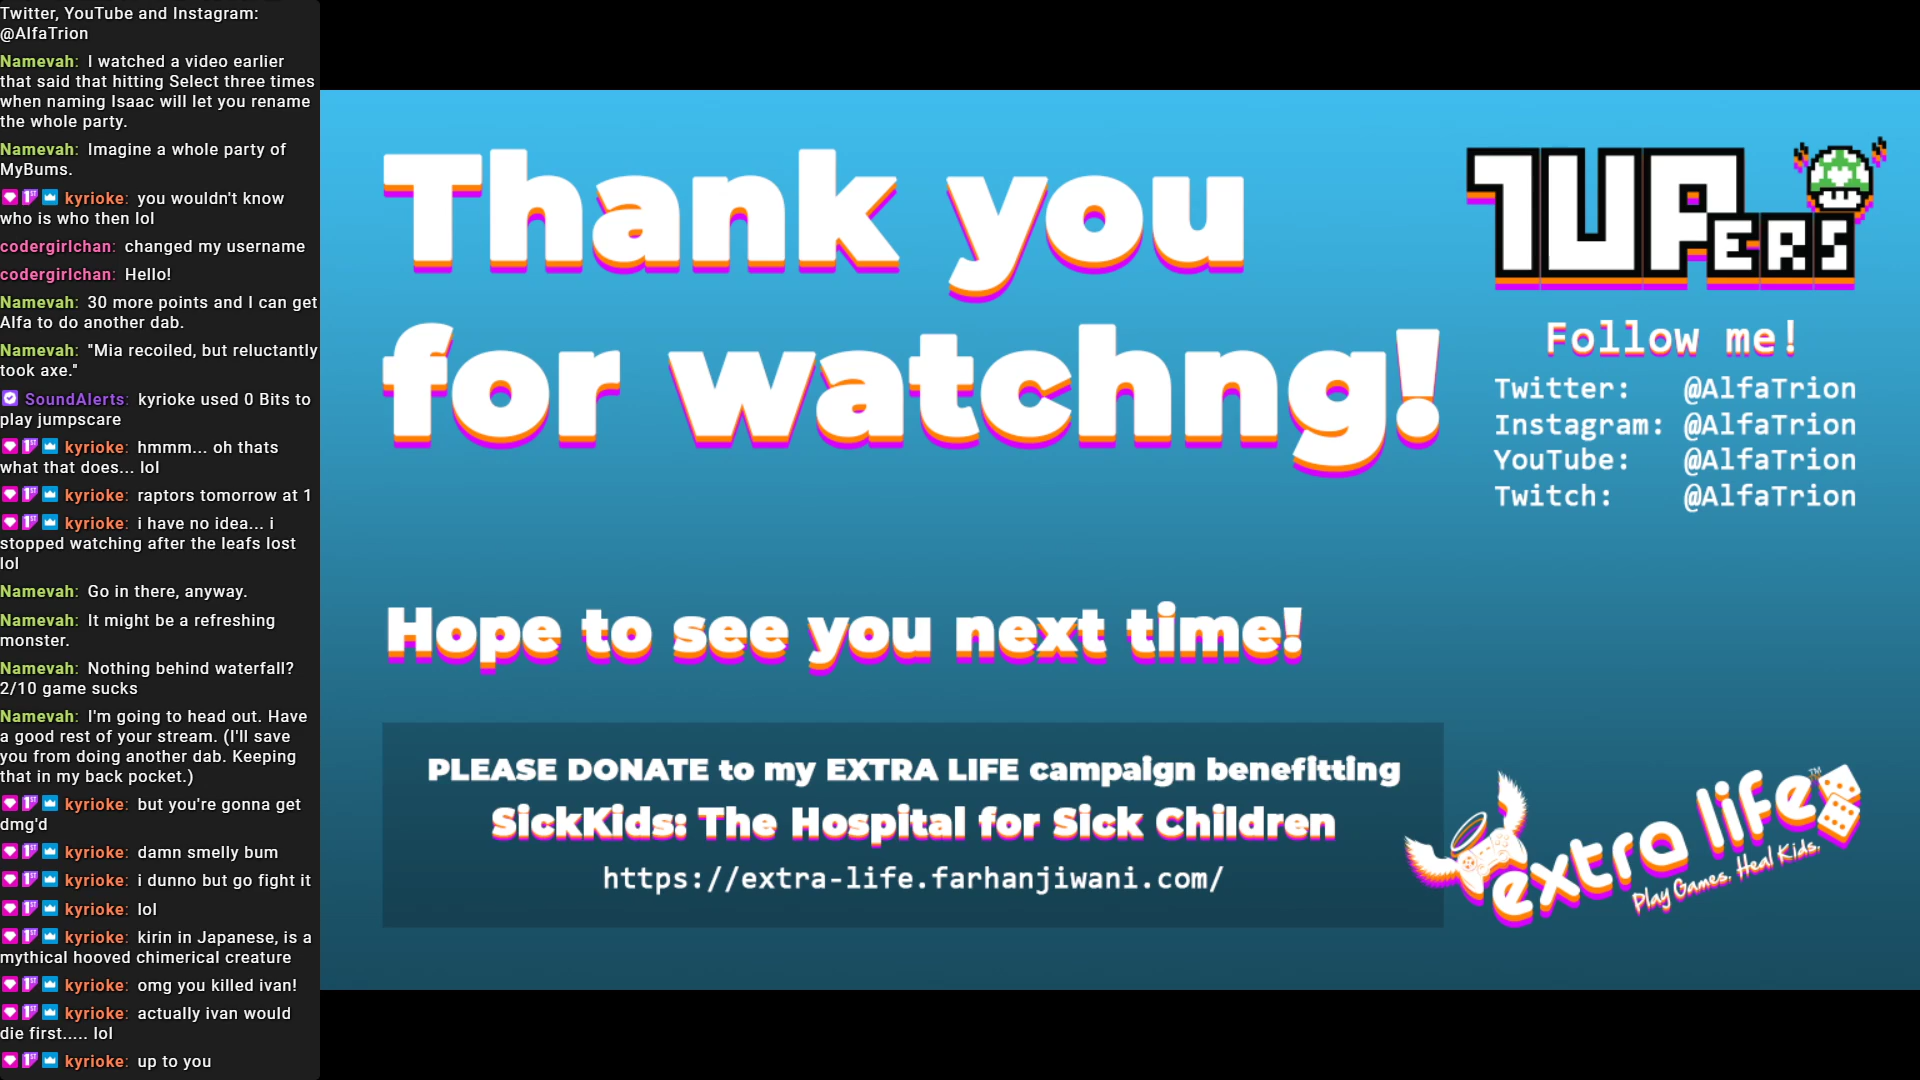 Twitter, YouTube and Instagram:
@AlfaTrion
Namevah: I watched a video earlier
that said that hitting Select three times
when naming Isaac will let you rename
the whole party.
Namevah: Imagine a whole party of
MyBums.
kyrioke: you wouldn't know
who is who then lol
codergirlchan: changed my username
codergirlchan: Hello!
Namevah: 30 more points and I can get
Alfa to do another dab.
Namevah: "Mia recoiled, but reluctantly
took axe."
SoundAlerts: kyrioke used 0 Bits to
play jumpscare
kyrioke: hmmm... oh thats
what that does... lol
kyrioke: raptors tomorrow at 1
kyrioke: i have no idea... i
stopped watching after the leafs lost
lol
Namevah: Go in there, anyway.
Namevah: It might be a refreshing
monster.
Namevah: Nothing behind waterfall?
2/10 game sucks
Namevah: I'm going to head out. Have
a good rest of your stream. (I'll save
you from doing another dab. Keeping
that in my back pocket.)
kyrioke: but you're gonna get
dmg'd
kyrioke: damn smelly bum
kyrioke: i dunno but go fight it
kyrioke: lol
kyrioke: kirin in Japanese, is a
mythical hooved chimerical creature
kyrioke: omg you killed ivan!
kyrioke: actually ivan would
die first..... lol
kyrioke: up to you
Thank you
for watchng!
Hope to see you next time!
PLEASE DONATE to my EXTRA LIFE campaign benefitting
SickKids: The Hospital for Sick Children
https://extra-life.farhanjiwani.com/
1UPERS
Follow me!
Twitter: @AlfaTrion
Instagram: @AlfaTrion
YouTube: @AlfaTrion
Twitch: @AlfaTrion
extra life™
Play Games. Heal Kids.